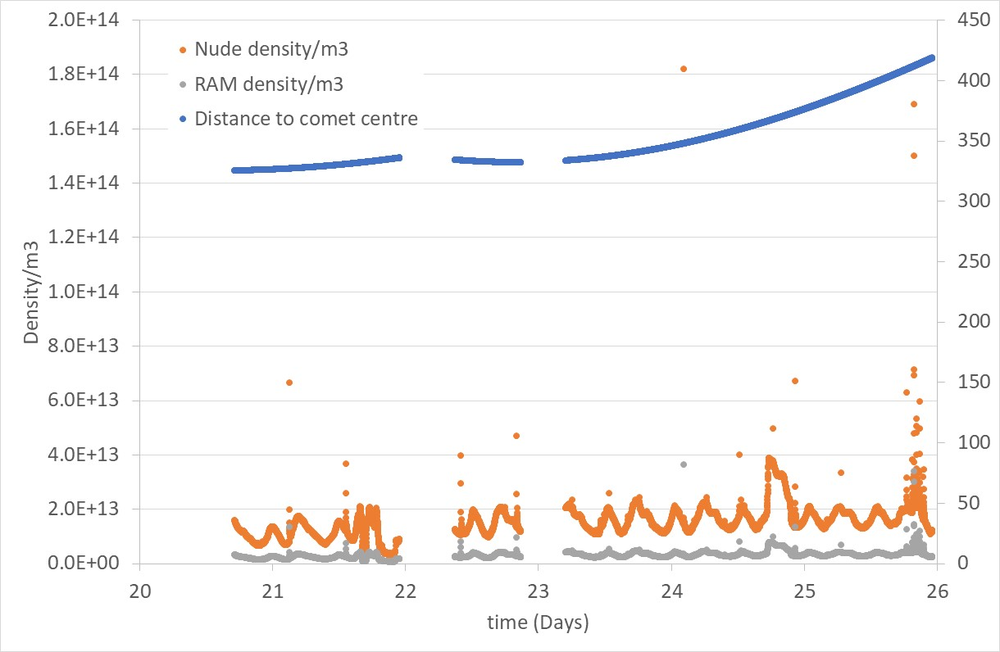 2.0E+14
1.8E+14
1.6E+14
1.4E+14
1.2E+14
1.0E+14
8.0E+13
6.0E+13
4.0E+13
2.0E+13
0.0E+00
Density/m3
Nude density/m3
RAM density/m3
Distance to comet centre
450
400
350
300
250
200
150
100
50
0
20 21 22 23 24 25 26
time (Days)